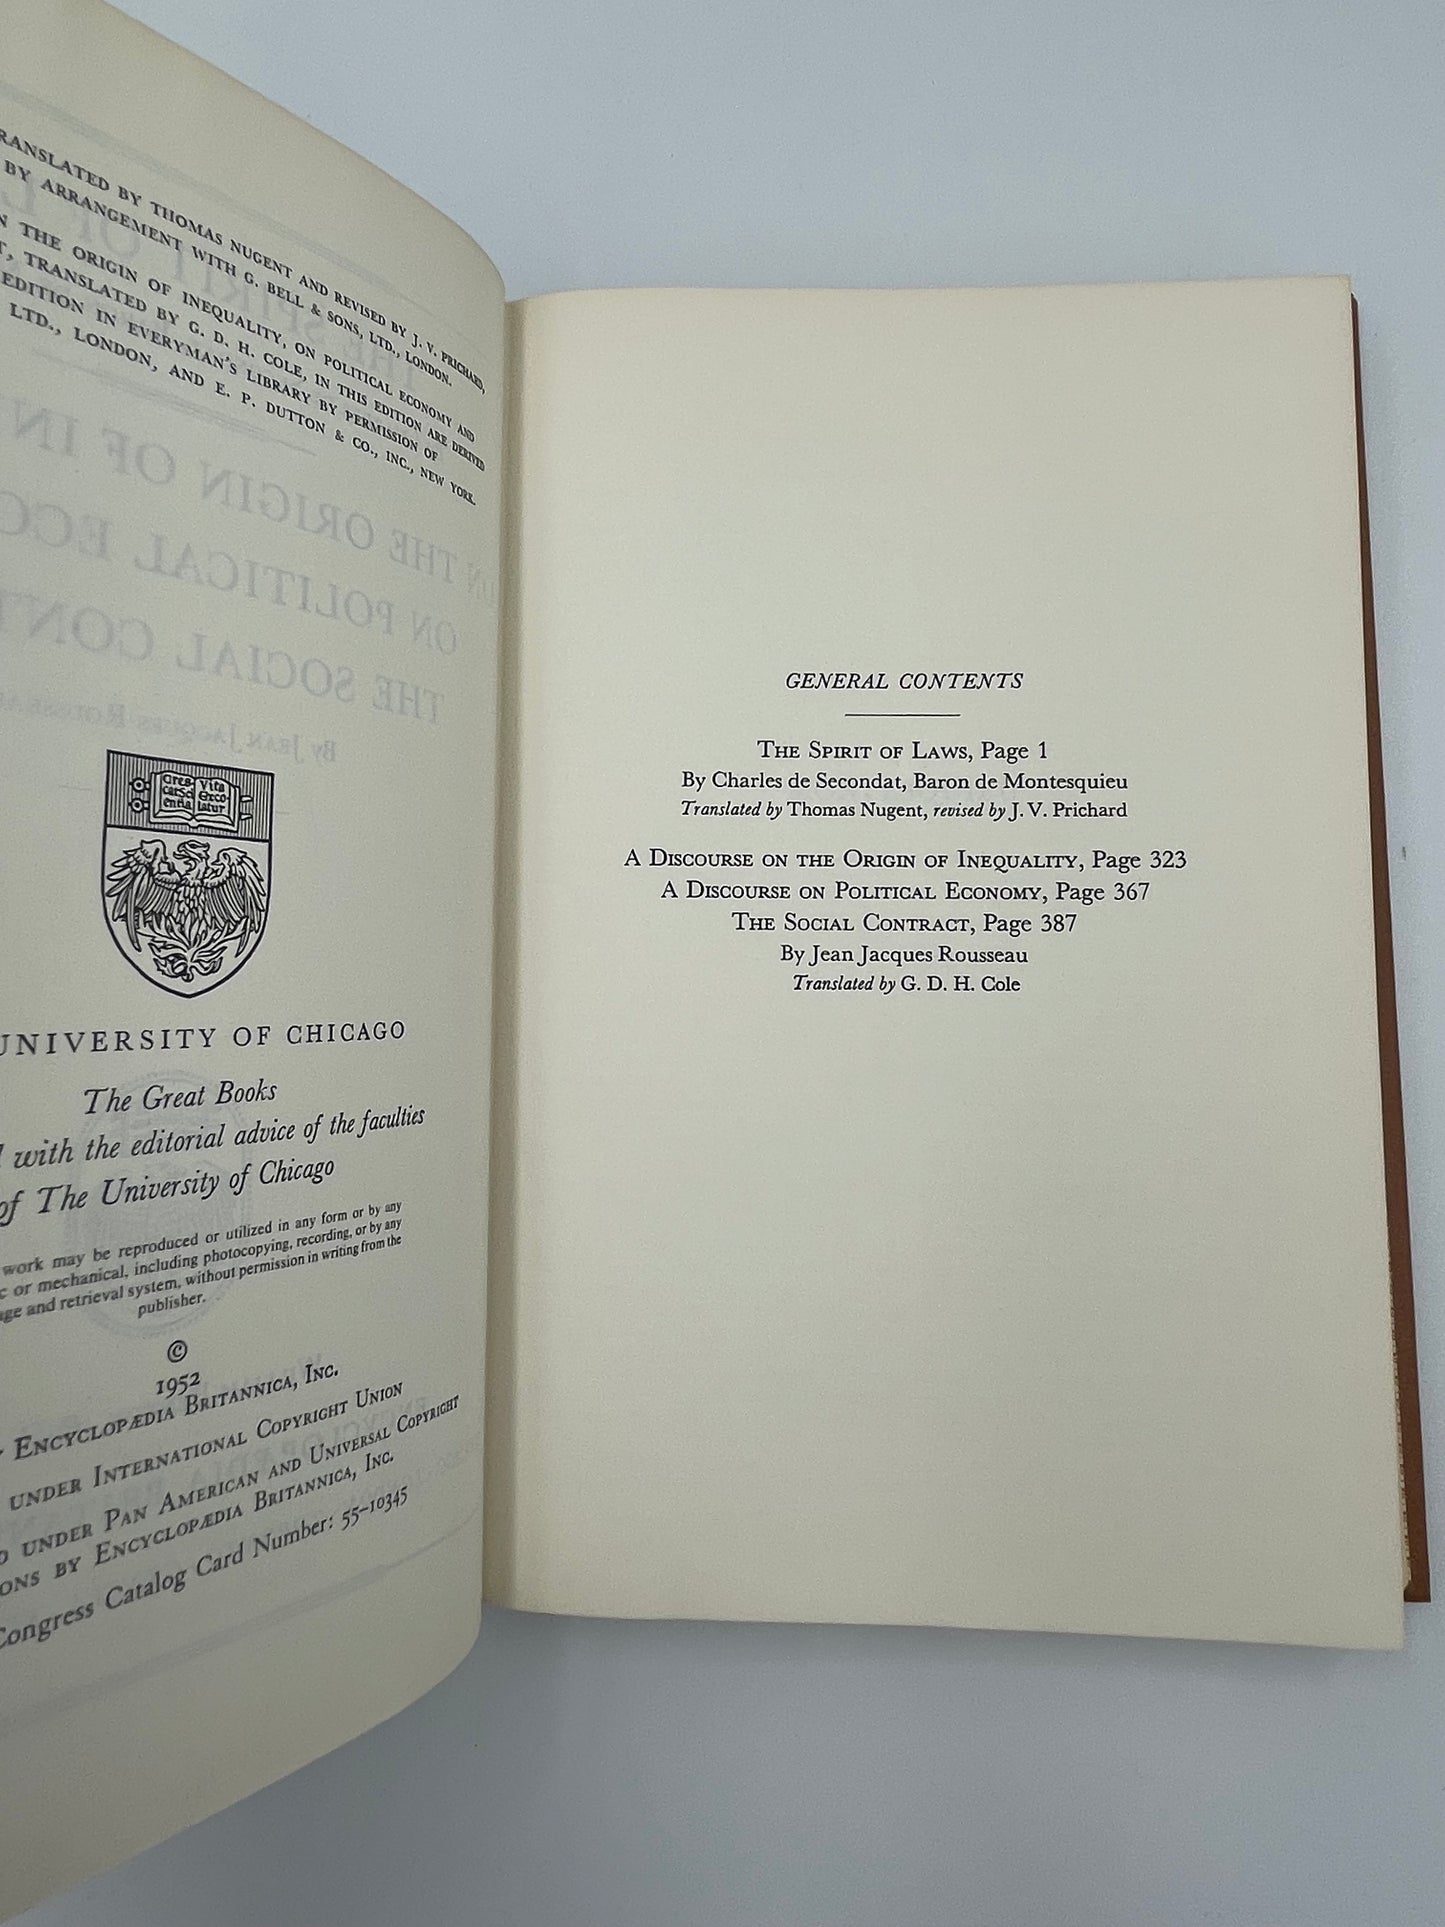 TRANSLATED BY THOMAS NUGENT AND REVISED BY J. V. PRICHARD,
BY ARRANGEMENT WITH G. BELL & SONS, LTD., LONDON.
THE ORIGIN OF INEQUALITY, ON POLITICAL ECONOMY AND
TRANSLATED BY G. D. H. COLE, IN THIS EDITION ARE DERIVED
EDITION IN EVERYMAN'S LIBRARY BY PERMISSION OF
LTD., LONDON, AND E. P. DUTTON & CO., INC., NEW YORK.
Cres Vita
cat Sci Exco-
entia latur
UNIVERSITY OF CHICAGO
The Great Books
with the editorial advice of the faculties
of The University of Chicago
work may be reproduced or utilized in any form or by any
or mechanical, including photocopying, recording, or by any
and retrieval system, without permission in writing from the
publisher.
©
1952
ENCYCLOPÆDIA BRITANNICA, INC.
UNDER INTERNATIONAL COPYRIGHT UNION
UNDER PAN AMERICAN AND UNIVERSAL COPYRIGHT
BY ENCYCLOPÆDIA BRITANNICA, INC.
Congress Catalog Card Number: 55-10345
GENERAL CONTENTS
THE SPIRIT OF LAWS, Page 1
By Charles de Secondat, Baron de Montesquieu
Translated by Thomas Nugent, revised by J. V. Prichard
A DISCOURSE ON THE ORIGIN OF INEQUALITY, Page 323
A DISCOURSE ON POLITICAL ECONOMY, Page 367
THE SOCIAL CONTRACT, Page 387
By Jean Jacques Rousseau
Translated by G. D. H. Cole